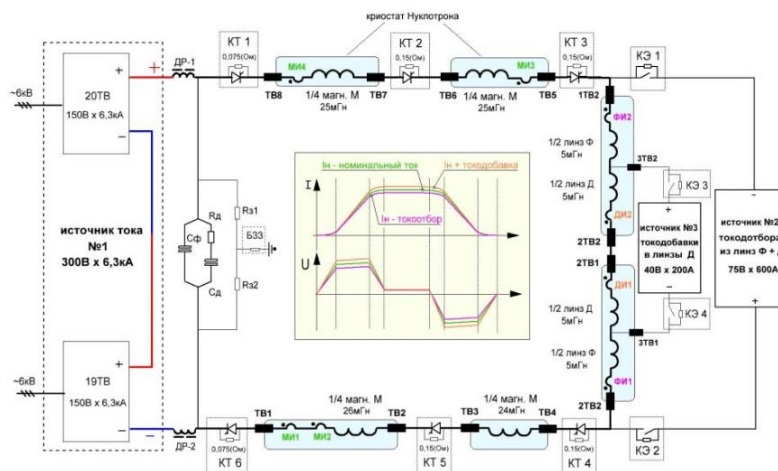 криостат Нуклотрона
ДР-1
КТ 1
0,075(Ом)
МИ4
ТВ8
ТВ7
1/4 магн. М
25мГн
КТ 2
0,15(Ом)
МИ3
ТВ6
ТВ5
1/4 магн. М
25мГн
КТ 3
0,15(Ом)
КЭ 1
1ТВ2
+
~6кВ
20ТВ
150В х 6,3кА
–
источник тока
№1
300В х 6,3кА
~6кВ
+
19ТВ
150В х 6,3кА
–
+
–
Сф
Rд
Сд
Rз1
БЗЗ
Rз2
Iн - номинальный ток
Iн + токодобавка
I
Iн - токоотбор
U
ФИ2
1/2 линз Ф
5мГн
3ТВ2
1/2 линз Д
5мГн
ДИ2
2ТВ2
2ТВ1
ДИ1
1/2 линз Д
5мГн
3ТВ1
1/2 линз Ф
5мГн
ФИ1
2ТВ2
КЭ 3
+
источник №3
токодобавки
в линзы Д
40В х 200А
–
КЭ 4
-
источник №2
токодотбора
из линз Ф +
75В х 600А
+
ДР-2
0,075(Ом)
КТ 6
ТВ1
МИ1
МИ2
1/4 магн. М
26мГн
ТВ2
0,15(Ом)
КТ 5
ТВ3
1/4 магн. М
24мГн
ТВ4
0,15(Ом)
КТ 4
КЭ 2